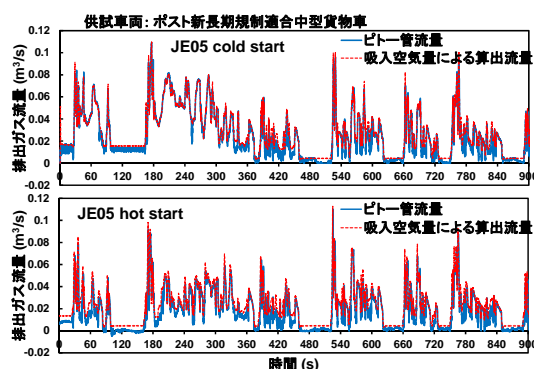 供試車両：ポスト新長期規制適合中型貨物車
JE05 cold start
ピトー管流量
吸入空気量による算出流量
排出ガス流量 (m³/s)
0.12
0.1
0.08
0.06
0.04
0.02
0
-0.02
0 60 120 180 240 300 360 420 480 540 600 660 720 780 840 900
JE05 hot start
ピトー管流量
吸入空気量による算出流量
排出ガス流量 (m³/s)
0.12
0.1
0.08
0.06
0.04
0.02
0
-0.02
0 60 120 180 240 300 360 420 480 540 600 660 720 780 840 900
時間 (s)